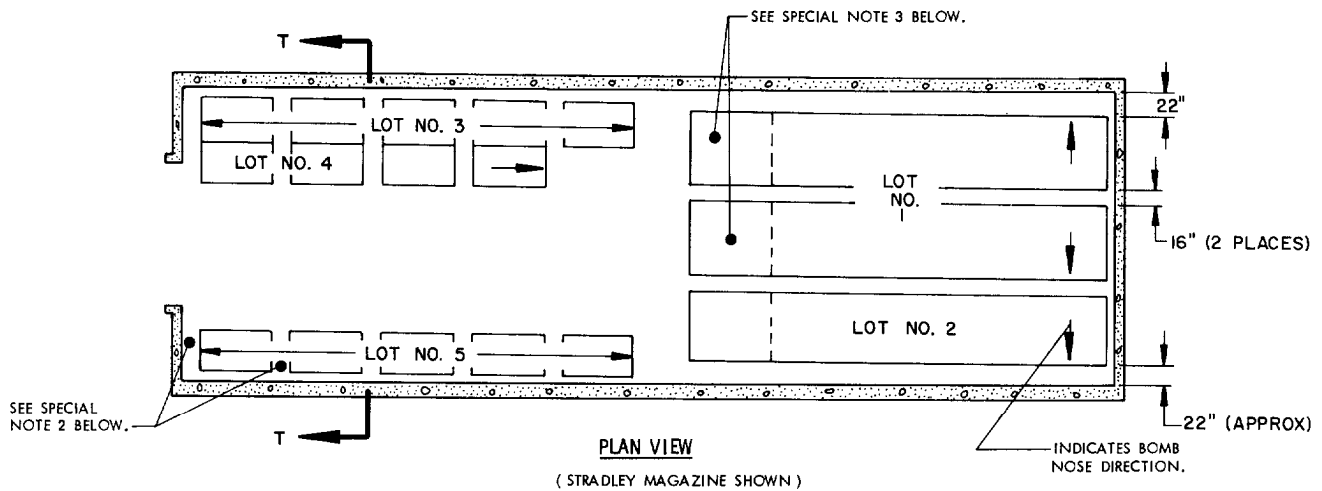 SEE SPECIAL NOTE 3 BELOW.
T
22"
LOT NO. 3
LOT NO. 4
LOT
NO.
1
16" (2 PLACES)
LOT NO. 2
LOT NO. 5
SEE SPECIAL
NOTE 2 BELOW.
T
22" (APPROX)
PLAN VIEW
INDICATES BOMB
NOSE DIRECTION.
( STRADLEY MAGAZINE SHOWN )